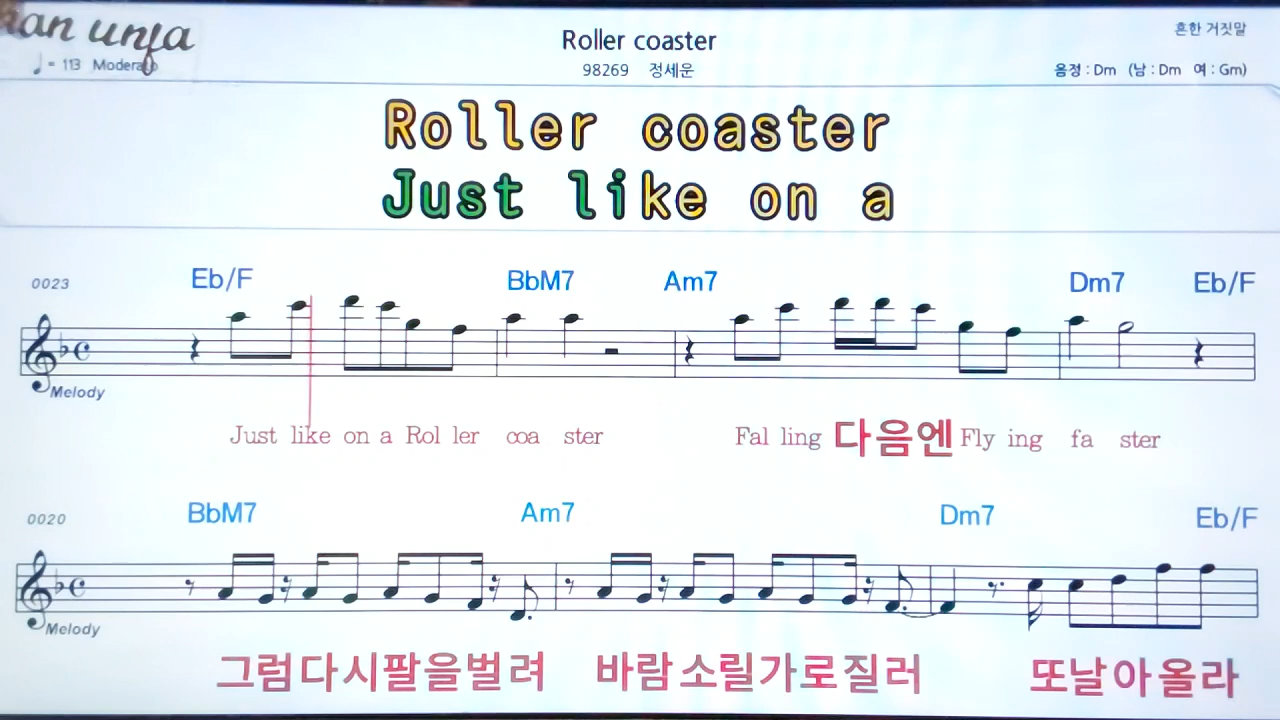 unfa
Roller coaster
흔한 거짓말
♩= 113 Moderato
98269 정세운
음정 : Dm (남 : Dm 여 : Gm)
Roller coaster
Just like on a
0023 Eb/F BbM7 Am7 Dm7 Eb/F
Melody
Just like on a Rol ler coa ster Fal ling 다음엔 Fly ing fa ster
0020 BbM7 Am7 Dm7 Eb/F
Melody
그럼다시팔을벌려 바람소릴가로질러 또날아올라